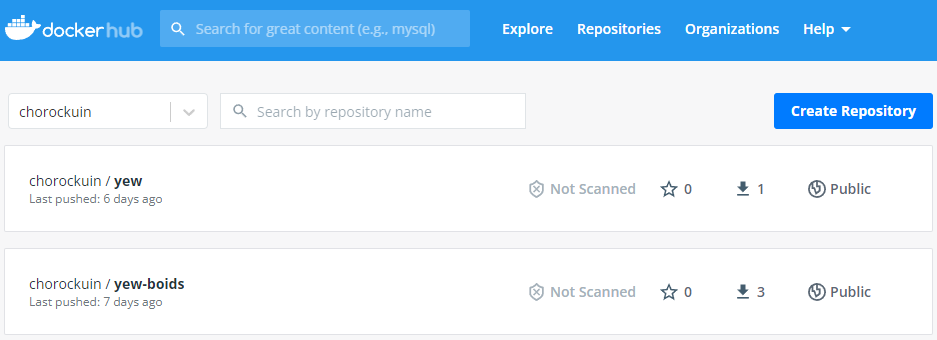 docker hub Search for great content (e.g., mysql) Explore Repositories Organizations Help
chorockuin Search by repository name Create Repository
chorockuin / yew
Last pushed: 6 days ago
Not Scanned 0 1 Public
chorockuin / yew-boids
Last pushed: 7 days ago
Not Scanned 0 3 Public